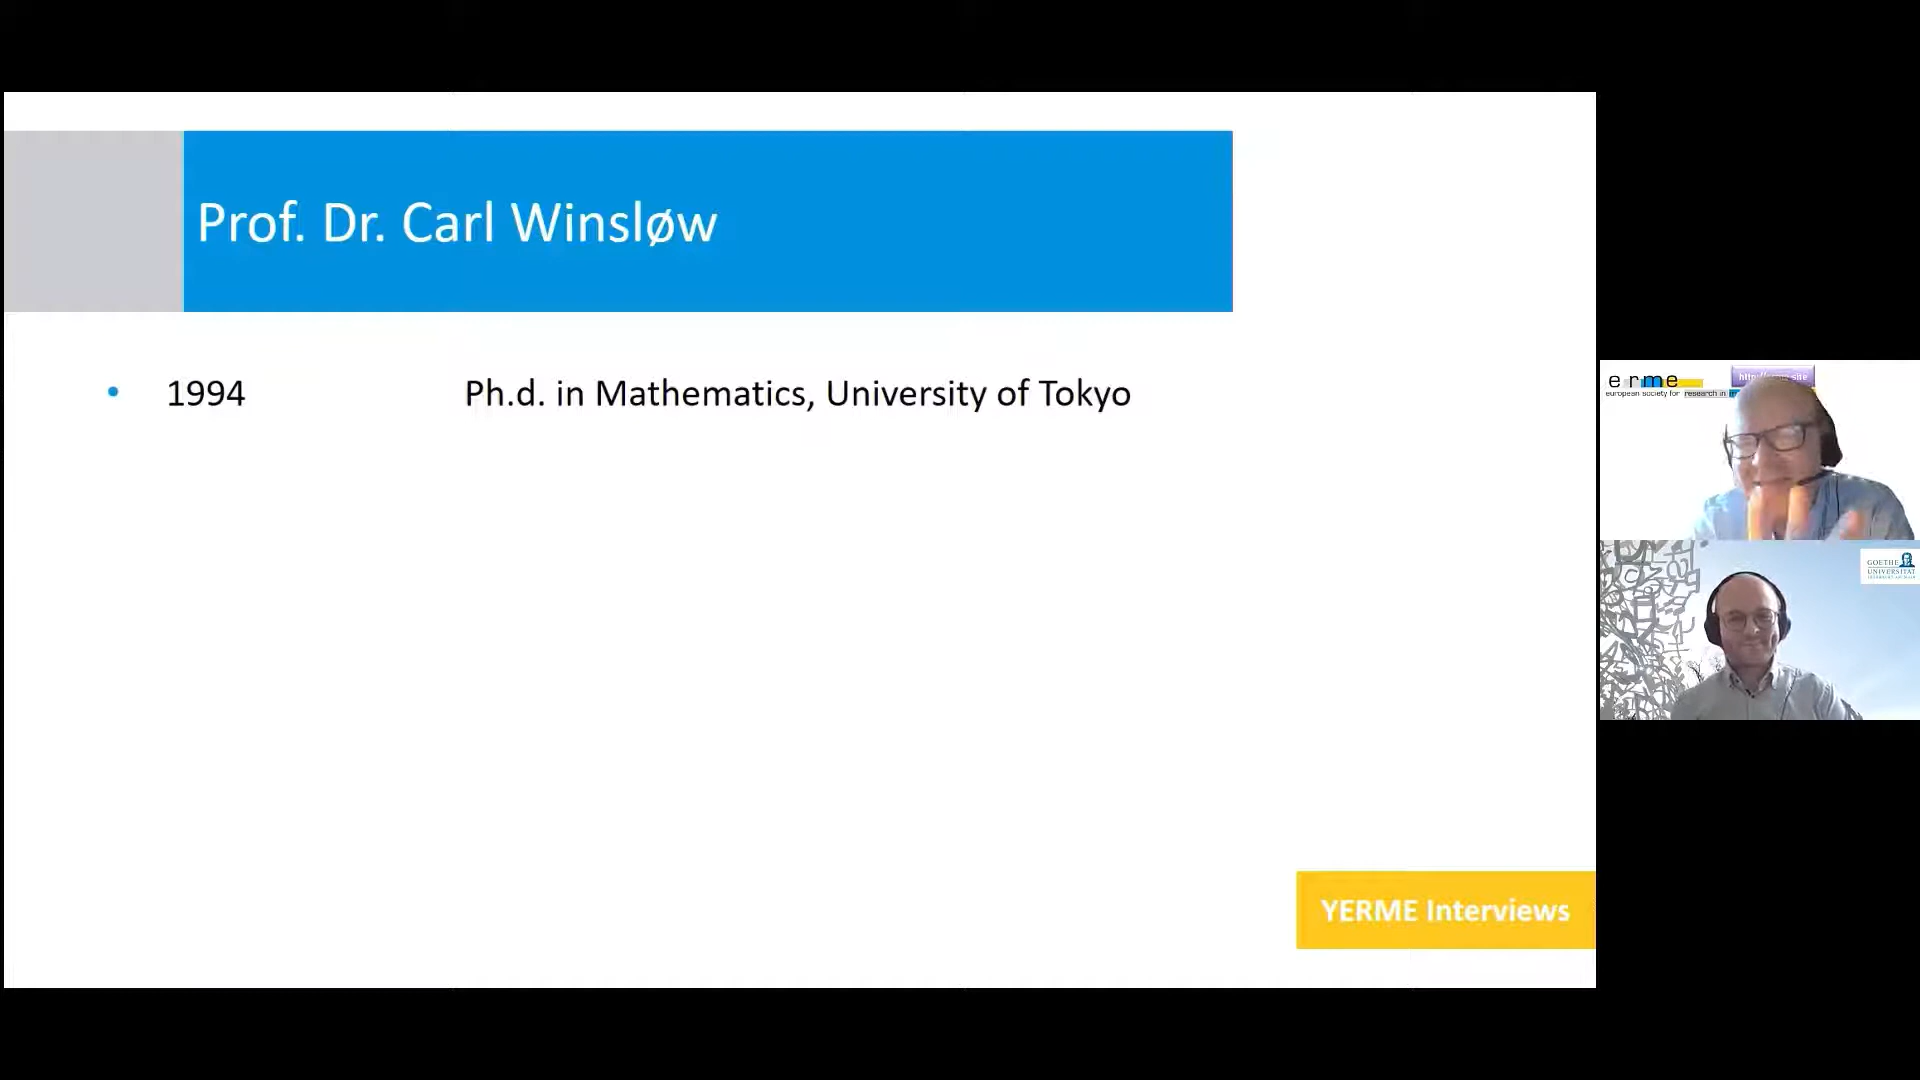 Prof. Dr. Carl Winsløw
• 1994 Ph.d. in Mathematics, University of Tokyo
YERME Interviews
erme
european society for research in
GOETHE
UNIVERSITÄT